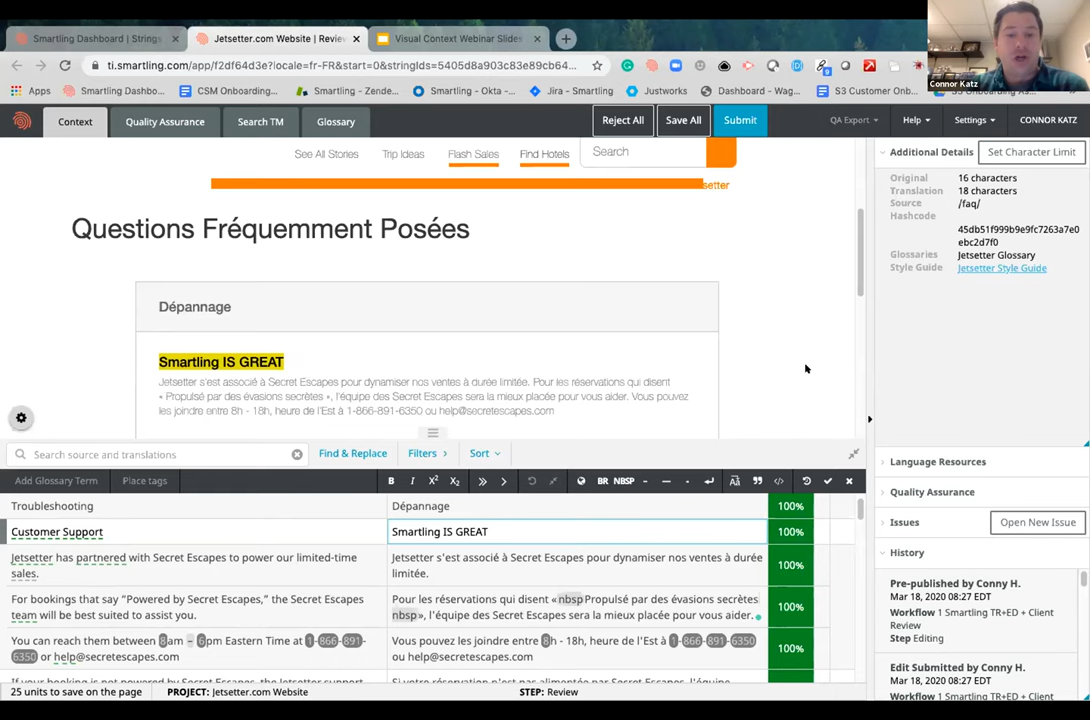 Smartling Dashboard | Strings
Jetsetter.com Website | Review
Visual Context Webinar Slides
ti.smartling.com/app/f2df64d3e?locale=fr-FR&start=0&stringIds=5405d8a903c83e89cb64...
Connor Katz
Apps
Smartling Dashbo...
CSM Onboarding...
Smartling - Zende...
Smartling - Okta -...
Jira - Smartling
Justworks
Dashboard - Wag...
S3 Customer Onb...
S3 Onboarding As...
Context
Quality Assurance
Search TM
Glossary
Reject All
Save All
Submit
QA Export
Help
Settings
CONNOR KATZ
See All Stories
Trip Ideas
Flash Sales
Find Hotels
Search
setter
Questions Fréquemment Posées
Dépannage
Smartling IS GREAT
Jetsetter s'est associé à Secret Escapes pour dynamiser nos ventes à durée limitée. Pour les réservations qui disent
« Propulsé par des évasions secrètes », l'équipe des Secret Escapes sera la mieux placée pour vous aider. Vous pouvez
les joindre entre 8h - 18h, heure de l'Est à 1-866-891-6350 ou help@secretescapes.com
Additional Details
Set Character Limit
Original 16 characters
Translation 18 characters
Source /faq/
Hashcode
45db51f999b9e9fc7263a7e0
ebc2d7f0
Glossaries Jetsetter Glossary
Style Guide Jetsetter Style Guide
Search source and translations
Find & Replace
Filters
Sort
Add Glossary Term
Place tags
B I X² X₂ BR NBSP
Troubleshooting Dépannage 100%
Customer Support Smartling IS GREAT 100%
Jetsetter has partnered with Secret Escapes to power our limited-time
sales.
Jetsetter s'est associé à Secret Escapes pour dynamiser nos ventes à durée
limitée.
100%
For bookings that say "Powered by Secret Escapes," the Secret Escapes
team will be best suited to assist you.
Pour les réservations qui disent «nbspPropulsé par des évasions secrètes
nbsp», l'équipe des Secret Escapes sera la mieux placée pour vous aider.
100%
You can reach them between 8am – 6pm Eastern Time at 1-866-891-
6350 or help@secretescapes.com
Vous pouvez les joindre entre 8h - 18h, heure de l'Est à 1-866-891-6350
ou help@secretescapes.com
100%
Language Resources
Quality Assurance
Issues
Open New Issue
History
Pre-published by Conny H.
Mar 18, 2020 08:27 EDT
Workflow 1 Smartling TR+ED + Client
Review
Step Editing
Edit Submitted by Conny H.
Mar 18, 2020 08:27 EDT
Workflow 1 Smartling TR+ED + Client
25 units to save on the page
PROJECT: Jetsetter.com Website
STEP: Review